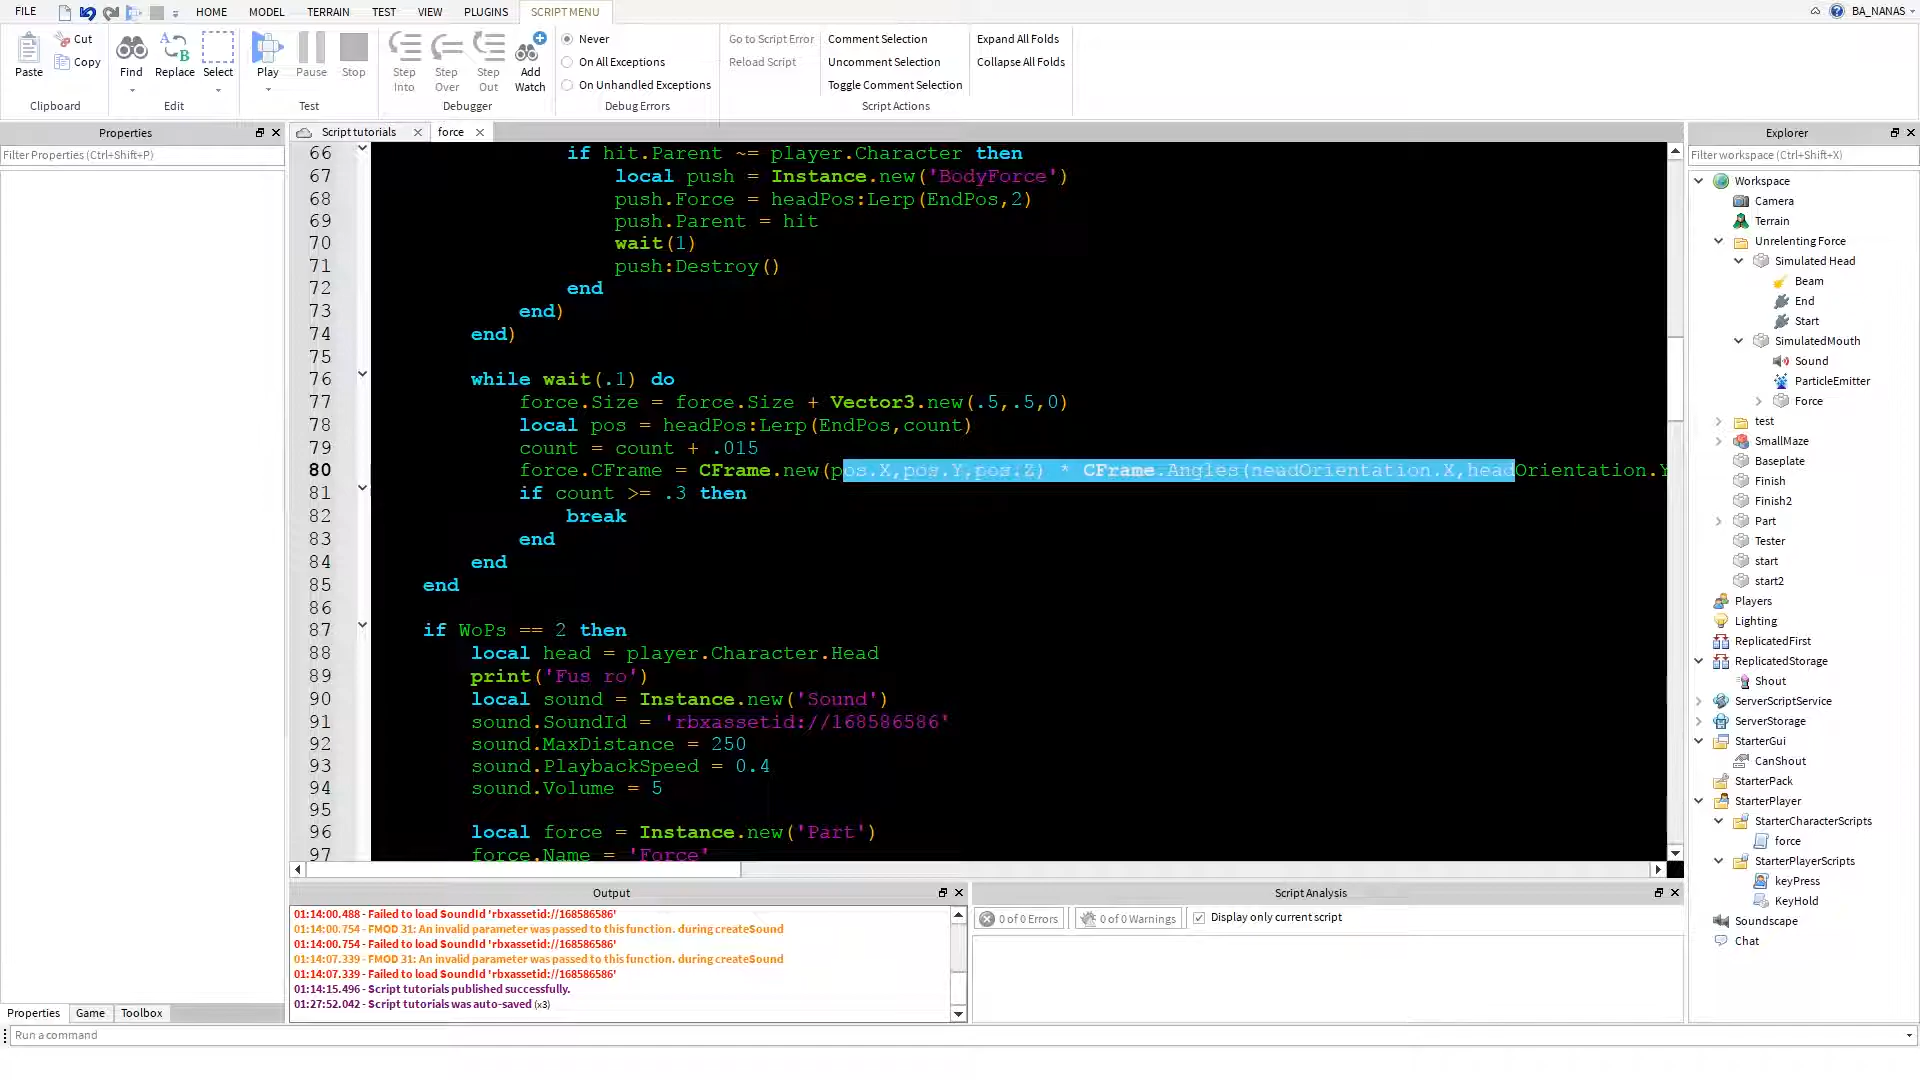 FILE HOME MODEL TERRAIN TEST VIEW PLUGINS SCRIPT MENU BA_NANAS
Paste Cut Copy Find Replace Select Play Pause Stop Step Into Step Over Step Out Add Watch
Never
On All Exceptions
On Unhandled Exceptions
Go to Script Error
Reload Script
Comment Selection
Uncomment Selection
Toggle Comment Selection
Expand All Folds
Collapse All Folds
Clipboard Edit Test Debugger Debug Errors Script Actions
Properties
Filter Properties (Ctrl+Shift+P)
Script tutorials force
66 if hit.Parent ~= player.Character then
67 local push = Instance.new('BodyForce')
68 push.Force = headPos:Lerp(EndPos,2)
69 push.Parent = hit
70 wait(1)
71 push:Destroy()
72 end
73 end)
74 end)
75
76 while wait(.1) do
77 force.Size = force.Size + Vector3.new(.5,.5,0)
78 local pos = headPos:Lerp(EndPos,count)
79 count = count + .015
80 force.CFrame = CFrame.new(pos.X,pos.Y,pos.Z) * CFrame.Angles(headOrientation.X,headOrientation.Y
81 if count >= .3 then
82 break
83 end
84 end
85 end
86
87 if WoPs == 2 then
88 local head = player.Character.Head
89 print('Fus ro')
90 local sound = Instance.new('Sound')
91 sound.SoundId = 'rbxassetid://168586586'
92 sound.MaxDistance = 250
93 sound.PlaybackSpeed = 0.4
94 sound.Volume = 5
95
96 local force = Instance.new('Part')
97 force.Name = 'Force'
Explorer
Filter workspace (Ctrl+Shift+X)
Workspace
Camera
Terrain
Unrelenting Force
Simulated Head
Beam
End
Start
SimulatedMouth
Sound
ParticleEmitter
Force
test
SmallMaze
Baseplate
Finish
Finish2
Part
Tester
start
start2
Players
Lighting
ReplicatedFirst
ReplicatedStorage
Shout
ServerScriptService
ServerStorage
StarterGui
CanShout
StarterPack
StarterPlayer
StarterCharacterScripts
force
StarterPlayerScripts
keyPress
KeyHold
Soundscape
Chat
Output
01:14:00.488 - Failed to load SoundId 'rbxassetid://168586586'
01:14:00.754 - FMOD 31: An invalid parameter was passed to this function. during createSound
01:14:00.754 - Failed to load SoundId 'rbxassetid://168586586'
01:14:07.339 - FMOD 31: An invalid parameter was passed to this function. during createSound
01:14:07.339 - Failed to load SoundId 'rbxassetid://168586586'
01:14:15.496 - Script tutorials published successfully.
01:27:52.042 - Script tutorials was auto-saved (x3)
Script Analysis
0 of 0 Errors 0 of 0 Warnings Display only current script
Properties Game Toolbox
Run a command